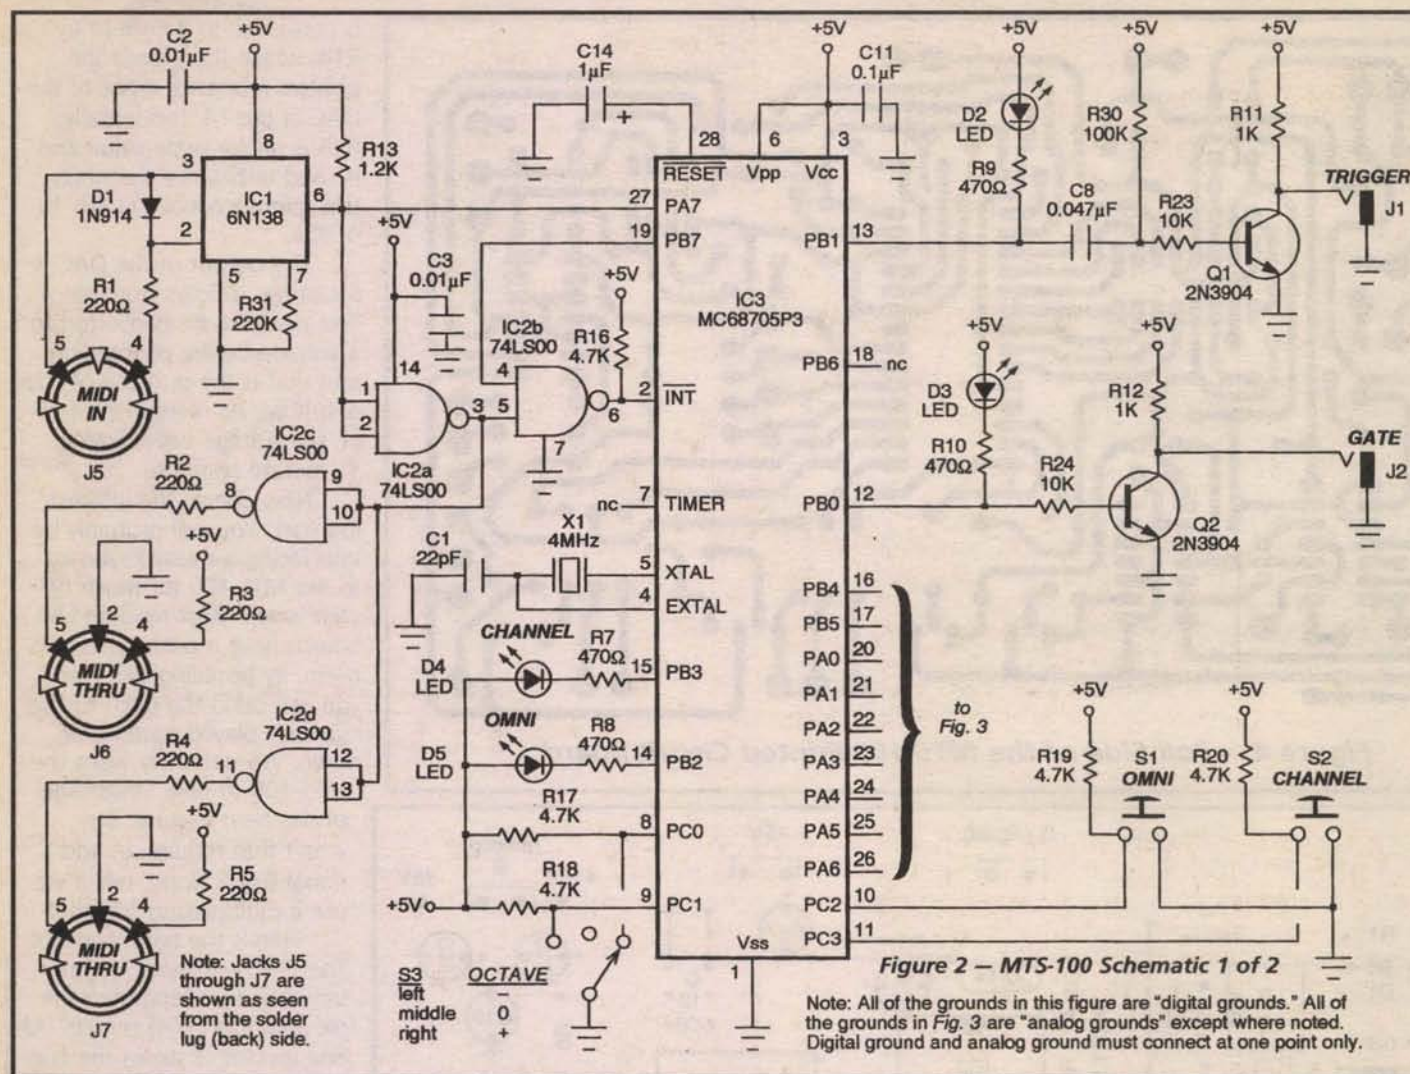 +5V
C2
0.01µF
3
8
R13
1.2K
D1
1N914
IC1
6N138
6
2
5
7
R1
220Ω
R31
220K
5
4
MIDI
IN
J5
+5V
C3
0.01µF
14
1
2
3
IC2a
74LS00
IC2b
74LS00
4
5
6
7
R16
4.7K
+5V
C14
1µF
+
28
RESET
+5V
C11
0.1µF
6
3
Vpp
Vcc
27
PA7
19
PB7
2
INT
7
nc
TIMER
IC3
MC68705P3
C1
22pF
X1
4MHz
5
XTAL
4
EXTAL
IC2c
74LS00
R2
220Ω
8
9
10
+5V
R3
220Ω
5
2
4
MIDI
THRU
J6
IC2d
74LS00
R4
220Ω
11
12
13
+5V
R5
220Ω
5
2
4
MIDI
THRU
J7
Note: Jacks J5
through J7 are
shown as seen
from the solder
lug (back) side.
CHANNEL
D4
LED
R7
470Ω
15
PB3
OMNI
D5
LED
R8
470Ω
14
PB2
R17
4.7K
8
PC0
R18
4.7K
+5V
9
PC1
S3 OCTAVE
left –
middle 0
right +
Vss
1
+5V
D2
LED
R9
470Ω
+5V
R30
100K
+5V
R11
1K
TRIGGER
J1
13
PB1
C8
0.047µF
R23
10K
Q1
2N3904
PB6
18
nc
+5V
D3
LED
R10
470Ω
+5V
R12
1K
GATE
J2
12
PB0
R24
10K
Q2
2N3904
PB4
16
PB5
17
PA0
20
PA1
21
PA2
22
PA3
23
PA4
24
PA5
25
PA6
26
to
Fig. 3
PC2
10
PC3
11
+5V
R19
4.7K
S1
OMNI
+5V
R20
4.7K
S2
CHANNEL
Figure 2 – MTS-100 Schematic 1 of 2
Note: All of the grounds in this figure are “digital grounds.” All of
the grounds in Fig. 3 are “analog grounds” except where noted.
Digital ground and analog ground must connect at one point only.